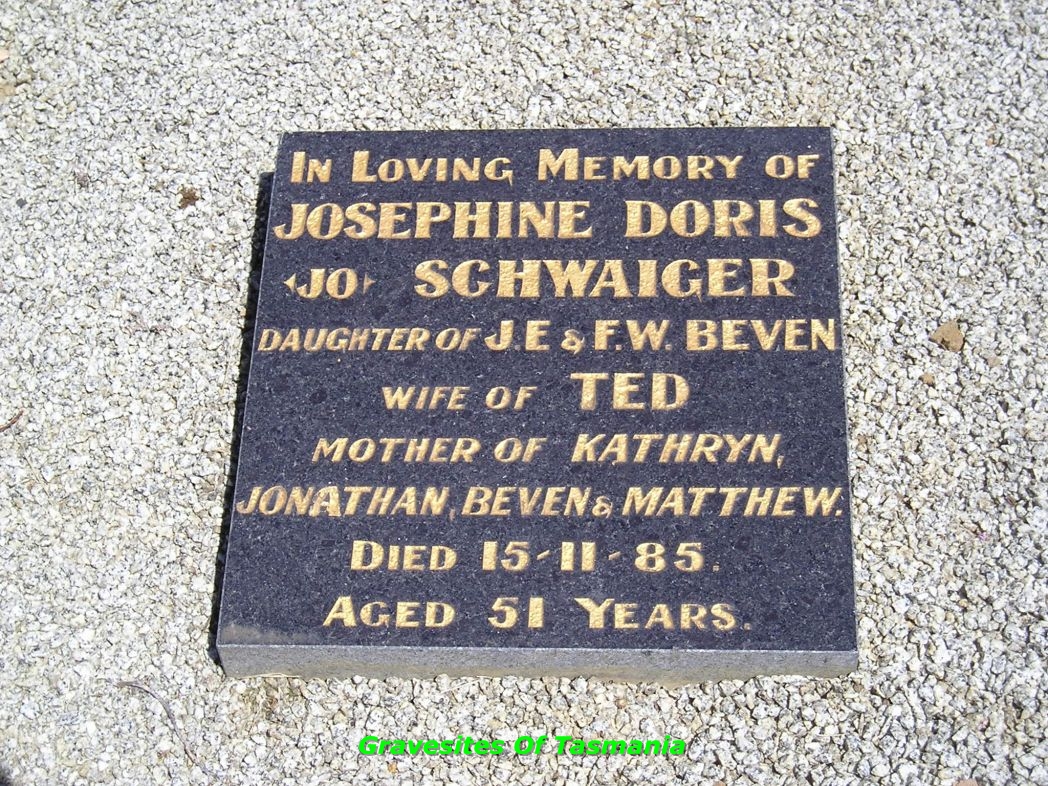 IN LOVING MEMORY OF
JOSEPHINE DORIS
JO SCHWAIGER
DAUGHTER OF J.E & F.W. BEVEN
WIFE OF TED
MOTHER OF KATHRYN,
JONATHAN, BEVEN & MATTHEW.
DIED 15-11-85.
AGED 51 YEARS.
Gravesites Of Tasmania